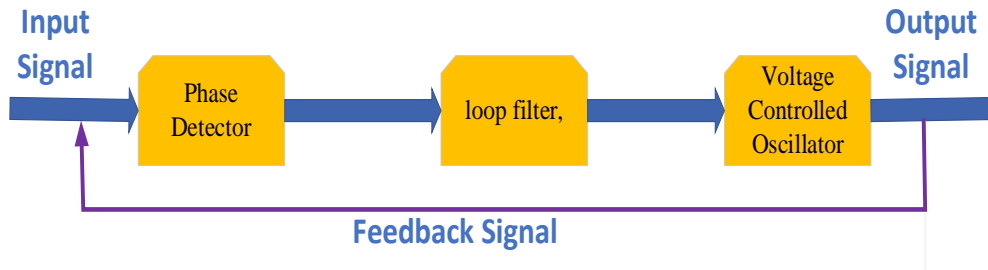 Input
Signal
Phase
Detector
loop filter,
Voltage
Controlled
Oscillator
Output
Signal
Feedback Signal